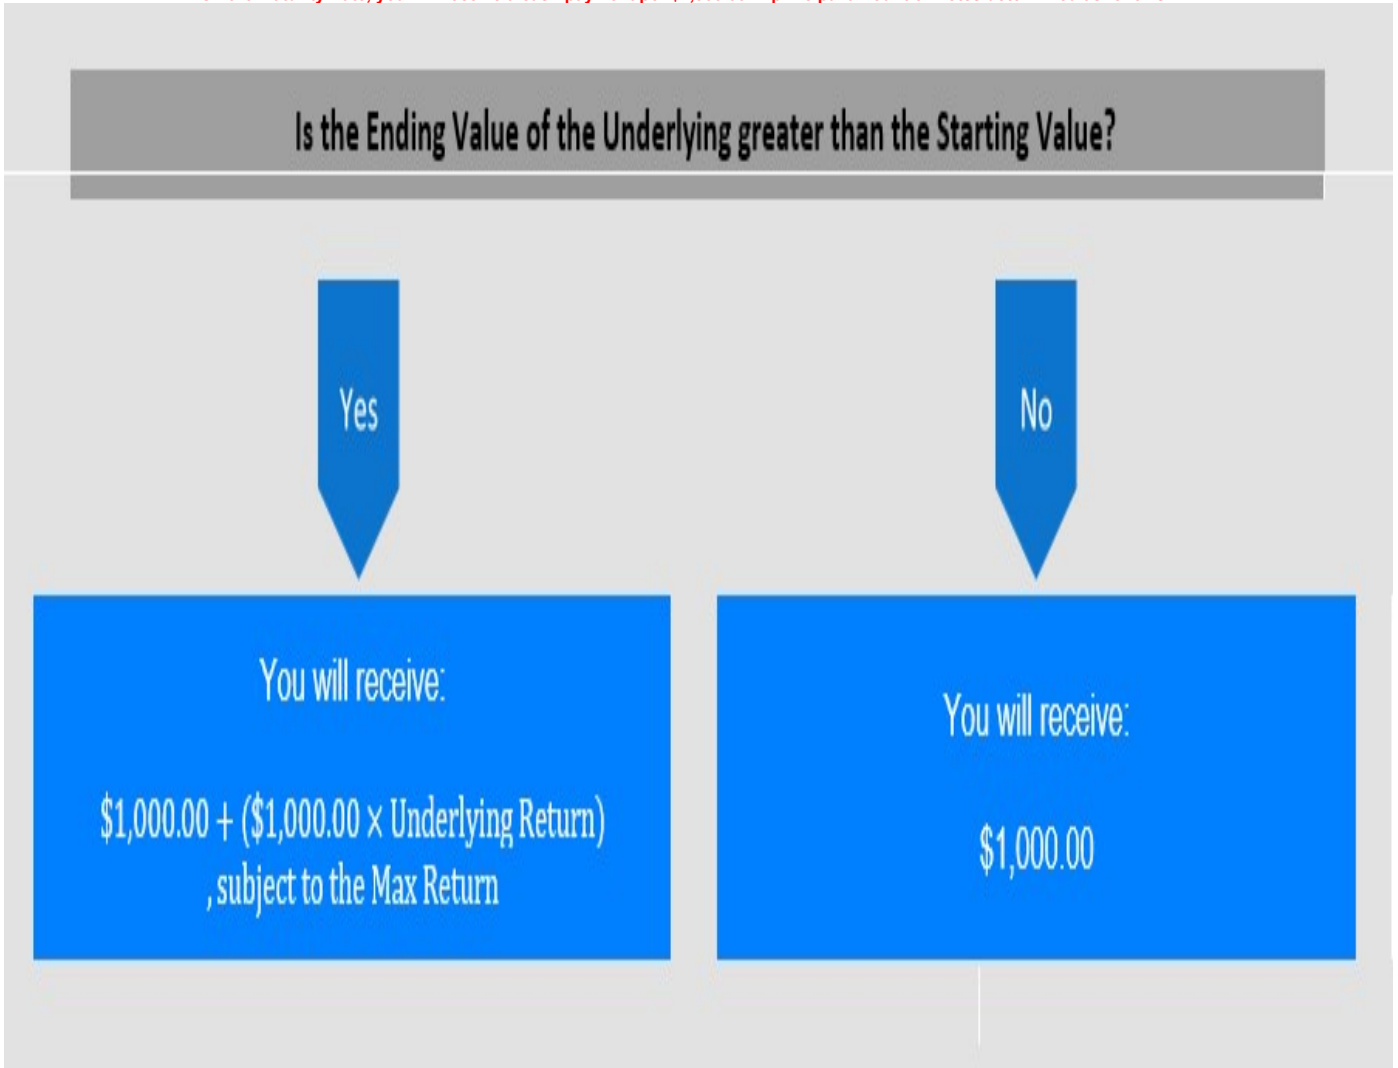 Is the Ending Value of the Underlying greater than the Starting Value?
Yes
No
You will receive:
$1,000.00 + ($1,000.00 × Underlying Return)
, subject to the Max Return
You will receive:
$1,000.00